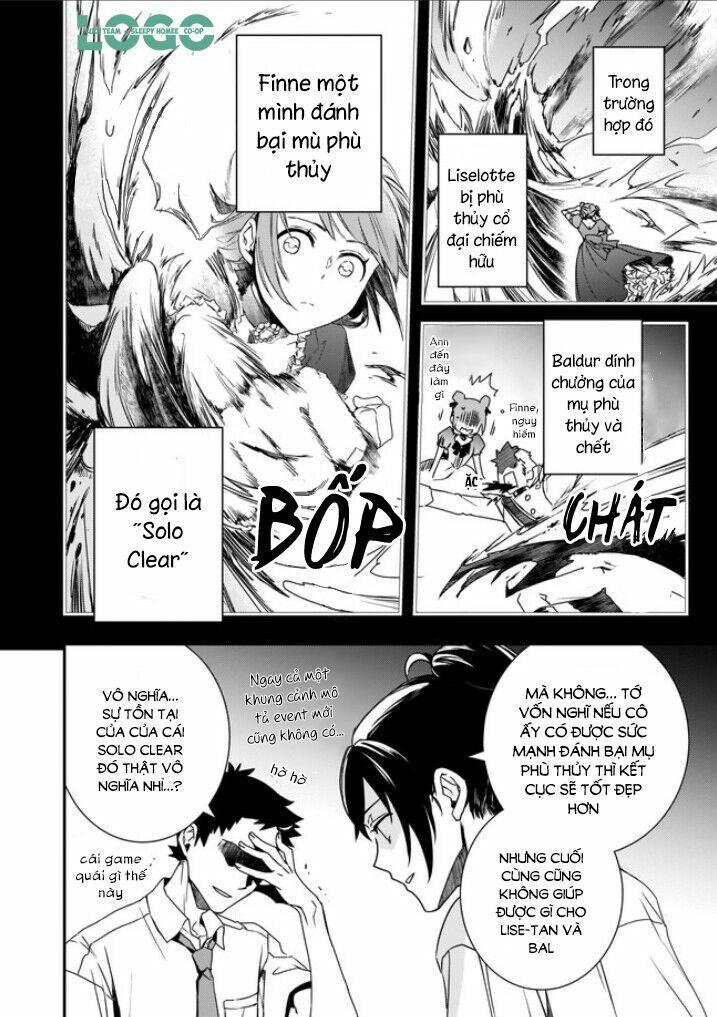 LOGO
TEAM SLEEPY HOMEE CO-OP
Trong
trường
hợp đó
Liselotte
bị phù
thủy cổ
đại chiếm
hữu
Finne một
mình đánh
bại mù phù
thủy
Baldur dính
chưởng của
mụ phù
thủy và
chết
Anh
đến
đây làm
gì
Finne,
nguy
hiểm
ẶC
CHÁT
BỐP
Đó gọi là
"Solo
Clear"
MÀ KHÔNG... TỚ
VỐN NGHĨ NẾU CÔ
ẤY CÓ ĐƯỢC SỨC
MẠNH ĐÁNH BẠI MỤ
PHÙ THỦY THÌ KẾT
CỤC SẼ TỐT ĐẸP
HƠN
NHƯNG CUỐI
CÙNG CŨNG
KHÔNG GIÚP
ĐƯỢC GÌ CHO
LISE-TAN VÀ
BAL
Ngay cả một
khung cảnh mô
tả event mới
cũng không có...
hờ hờ
VÔ NGHĨA...
SỰ TỒN TẠI
CỦA CỦA CÁI
SOLO CLEAR
ĐÓ THẬT VÔ
NGHĨA NHỈ...?
cái game
quái gì thế
này